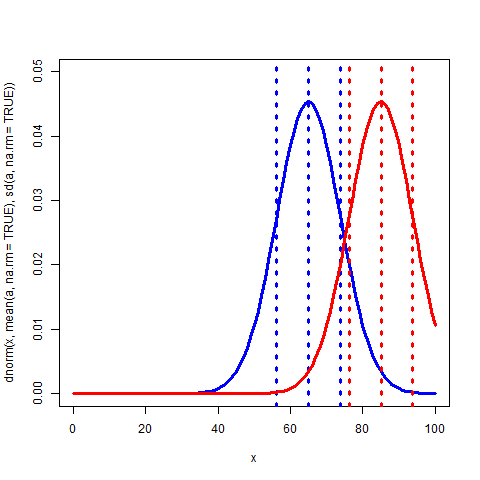 dnorm(x, mean(a, na.rm = TRUE), sd(a, na.rm = TRUE))
0.05
0.04
0.03
0.02
0.01
0.00
0 20 40 60 80 100
x